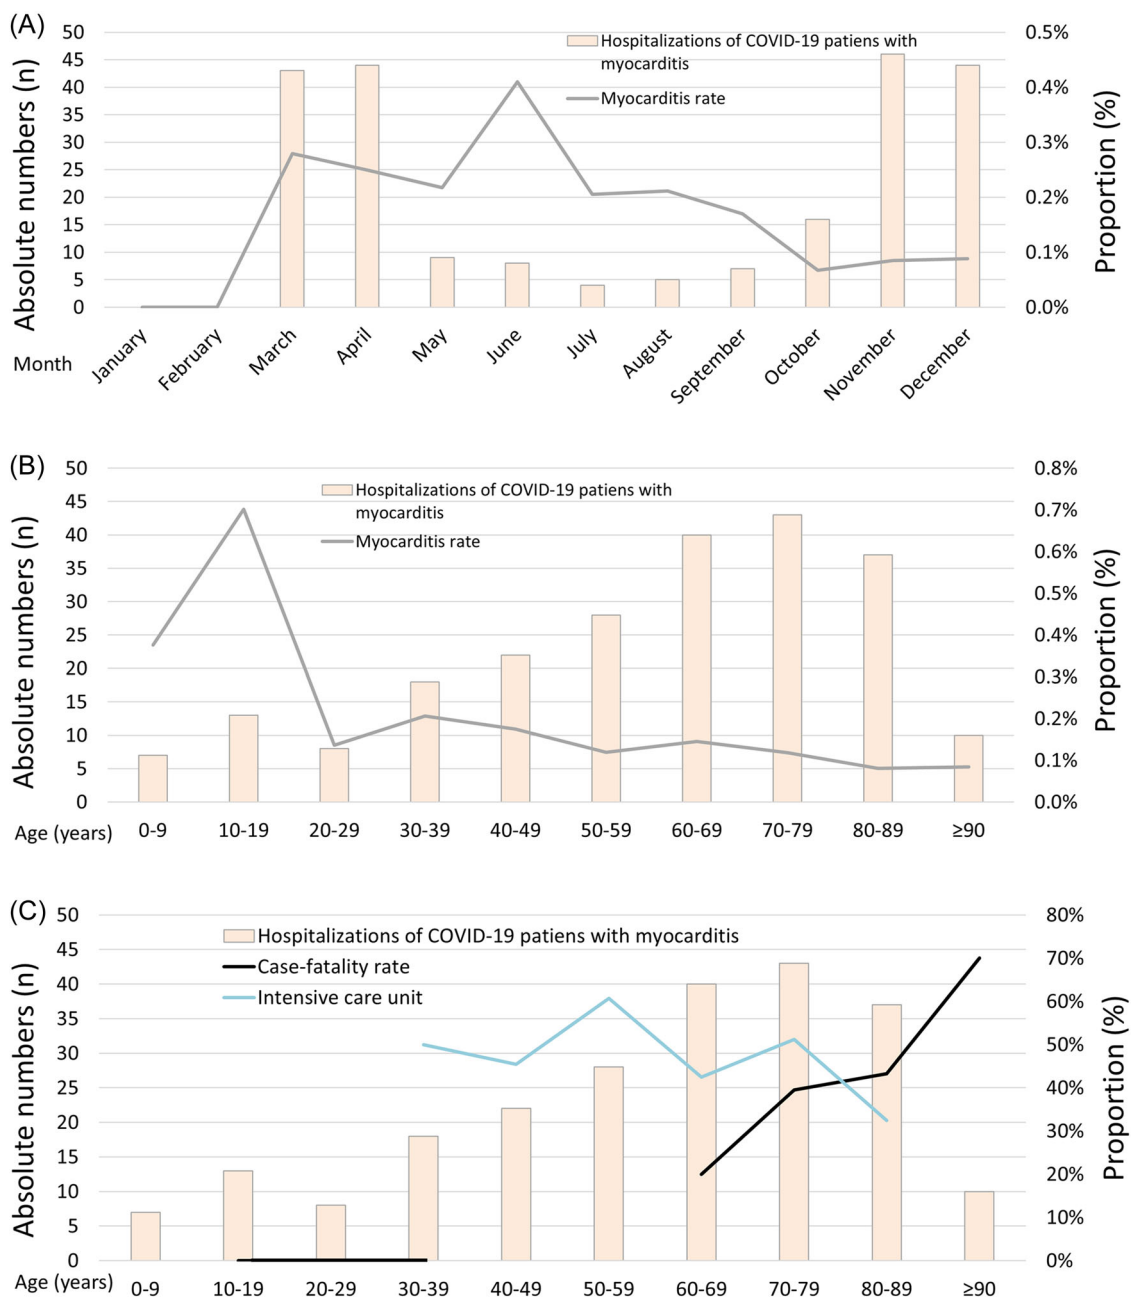 (A)
Absolute numbers (n)
50
45
40
35
30
25
20
15
10
5
0
Hospitalizations of COVID-19 patiens with
myocarditis
Myocarditis rate
0.5%
0.4%
0.3%
0.2%
0.1%
0.0%
Proportion (%)
Month
January
February
March
April
May
June
July
August
September
October
November
December
(B)
Absolute numbers (n)
50
45
40
35
30
25
20
15
10
5
0
Hospitalizations of COVID-19 patiens with
myocarditis
Myocarditis rate
0.8%
0.7%
0.6%
0.5%
0.4%
0.3%
0.2%
0.1%
0.0%
Proportion (%)
Age (years) 0-9 10-19 20-29 30-39 40-49 50-59 60-69 70-79 80-89 ≥90
(C)
Absolute numbers (n)
50
45
40
35
30
25
20
15
10
5
0
Hospitalizations of COVID-19 patiens with myocarditis
Case-fatality rate
Intensive care unit
80%
70%
60%
50%
40%
30%
20%
10%
0%
Proportion (%)
Age (years) 0-9 10-19 20-29 30-39 40-49 50-59 60-69 70-79 80-89 ≥90